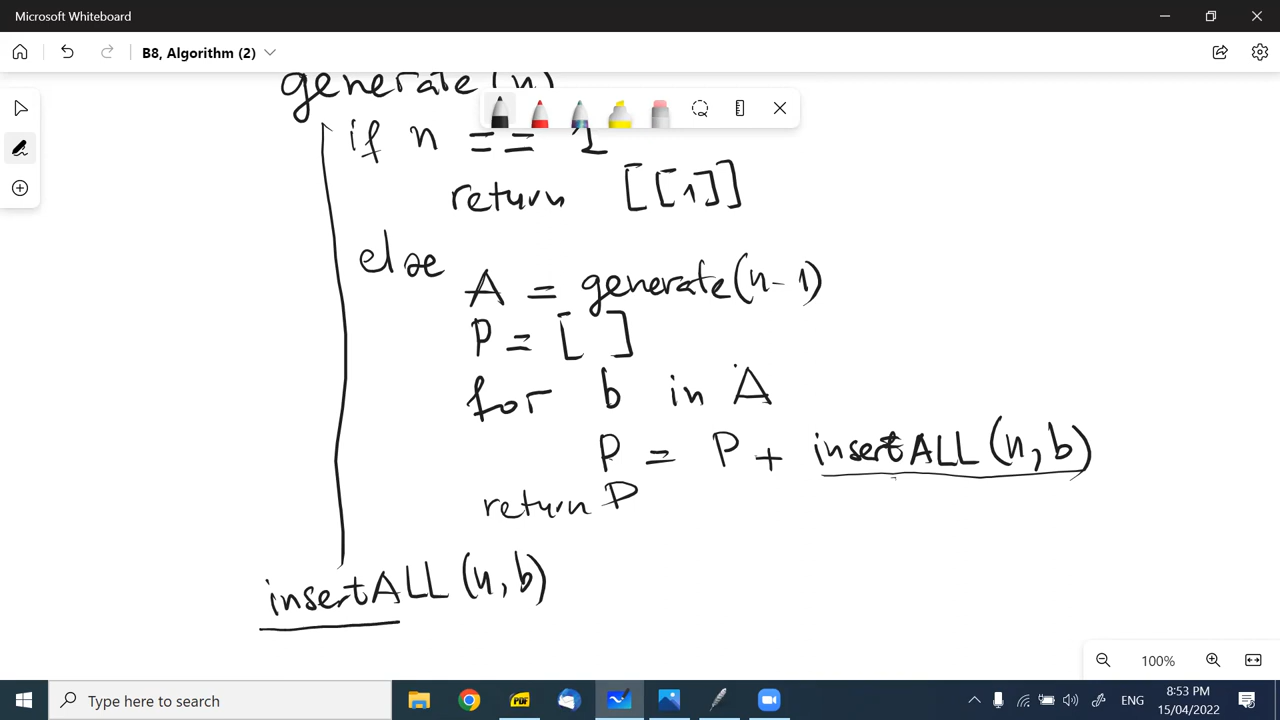 Microsoft Whiteboard
B8, Algorithm (2)
generate(n)
if n == 1
return [[1]]
else
A = generate(n-1)
P = [ ]
for b in A
P = P + insertALL(n, b)
return P
insertALL(n, b)
100%
Type here to search
PDF
ENG
8:53 PM
15/04/2022